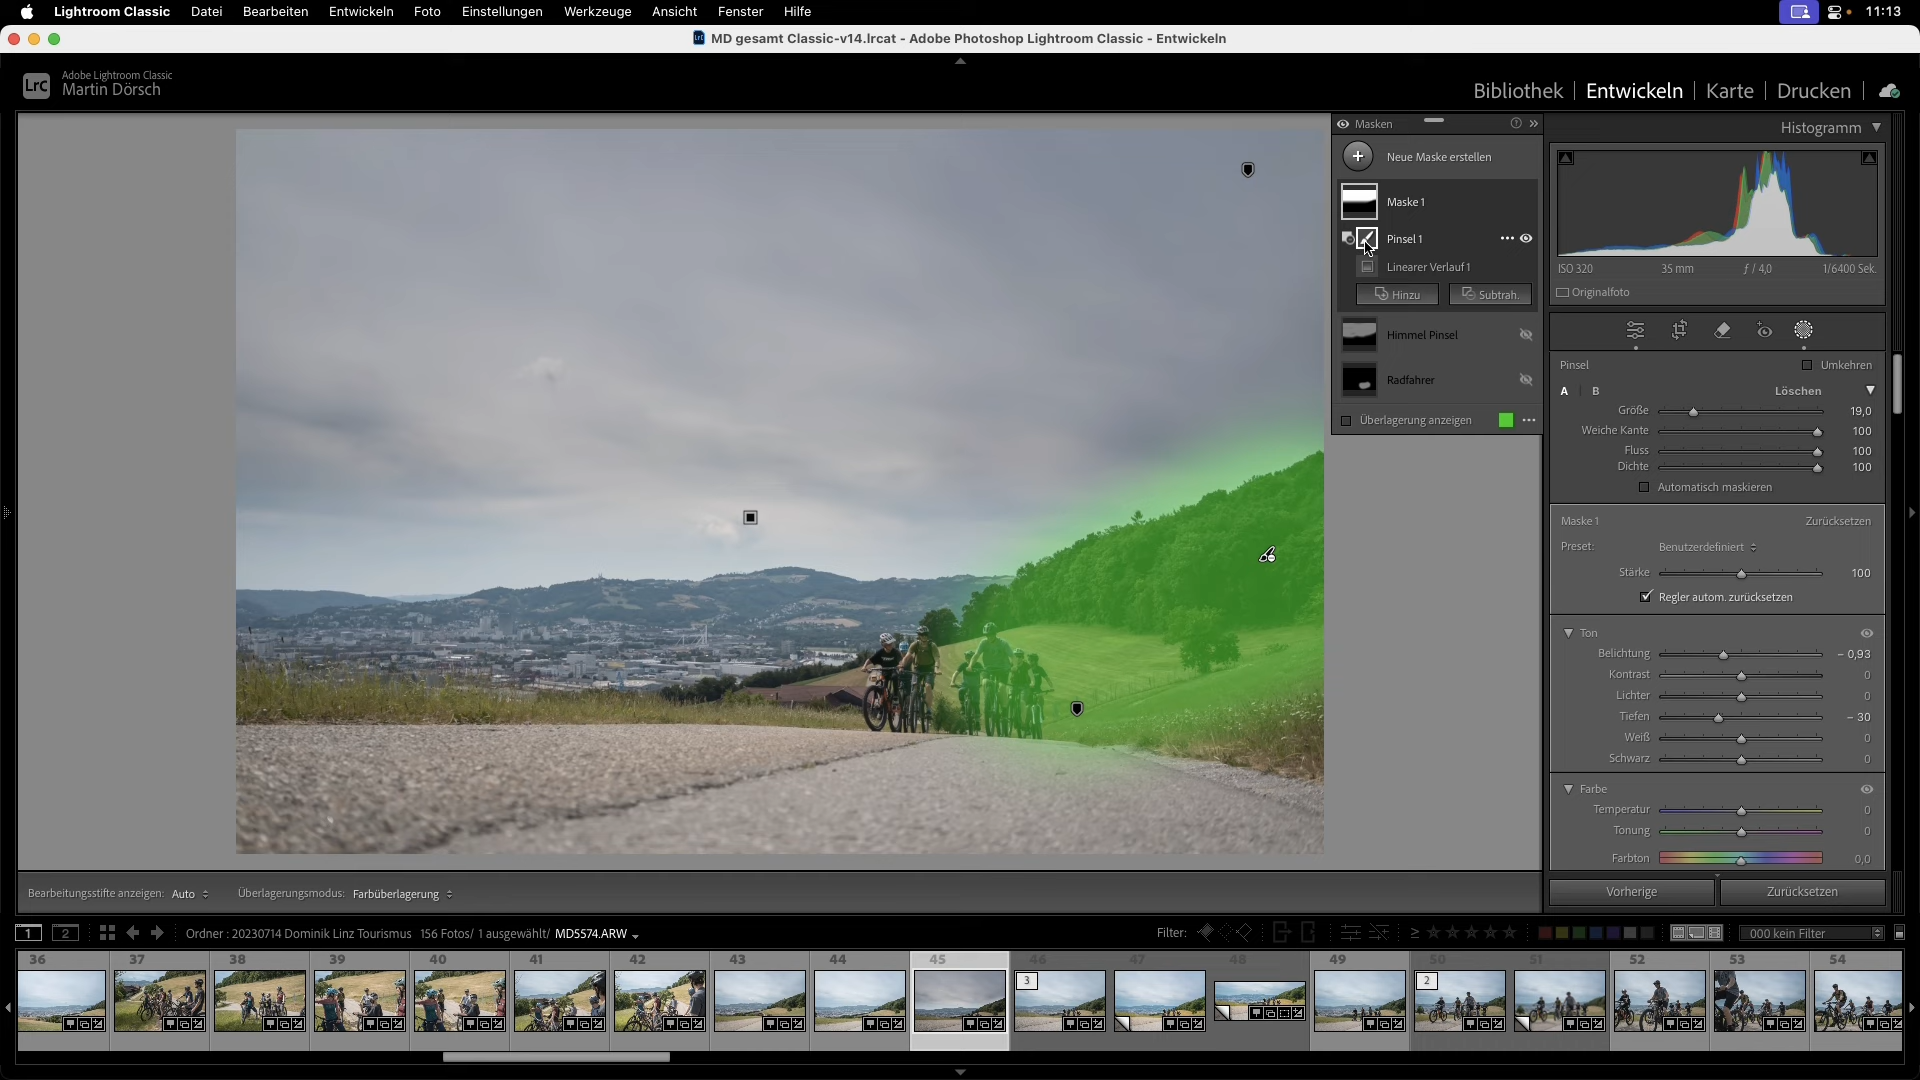 Lightroom Classic Datei Bearbeiten Entwickeln Foto Einstellungen Werkzeuge Ansicht Fenster Hilfe 11:13
LrC MD gesamt Classic-v14.lrcat - Adobe Photoshop Lightroom Classic - Entwickeln
LrC
Adobe Lightroom Classic
Martin Dörsch
Bibliothek | Entwickeln | Karte | Drucken
Masken
Neue Maske erstellen
Maske 1
Pinsel 1
Linearer Verlauf 1
Hinzu Subtrah.
Himmel Pinsel
Radfahrer
Überlagerung anzeigen
Histogramm
ISO 320 35 mm ƒ / 4,0 1/6400 Sek.
Originalfoto
Pinsel Umkehren
A B Löschen
Größe 19,0
Weiche Kante 100
Fluss 100
Dichte 100
Automatisch maskieren
Maske 1 Zurücksetzen
Preset: Benutzerdefiniert
Stärke 100
Regler autom. zurücksetzen
Ton
Belichtung – 0,93
Kontrast 0
Lichter 0
Tiefen – 30
Weiß 0
Schwarz 0
Farbe
Temperatur 0
Tonung 0
Farbton 0,0
Vorherige Zurücksetzen
Bearbeitungsstifte anzeigen: Auto Überlagerungsmodus: Farbüberlagerung
1 2 Ordner : 20230714 Dominik Linz Tourismus 156 Fotos/ 1 ausgewählt/ MD5574.ARW Filter: ≥ 000 kein Filter
36 37 38 39 40 41 42 43 44 45 46 47 48 49 50 51 52 53 54
3 2